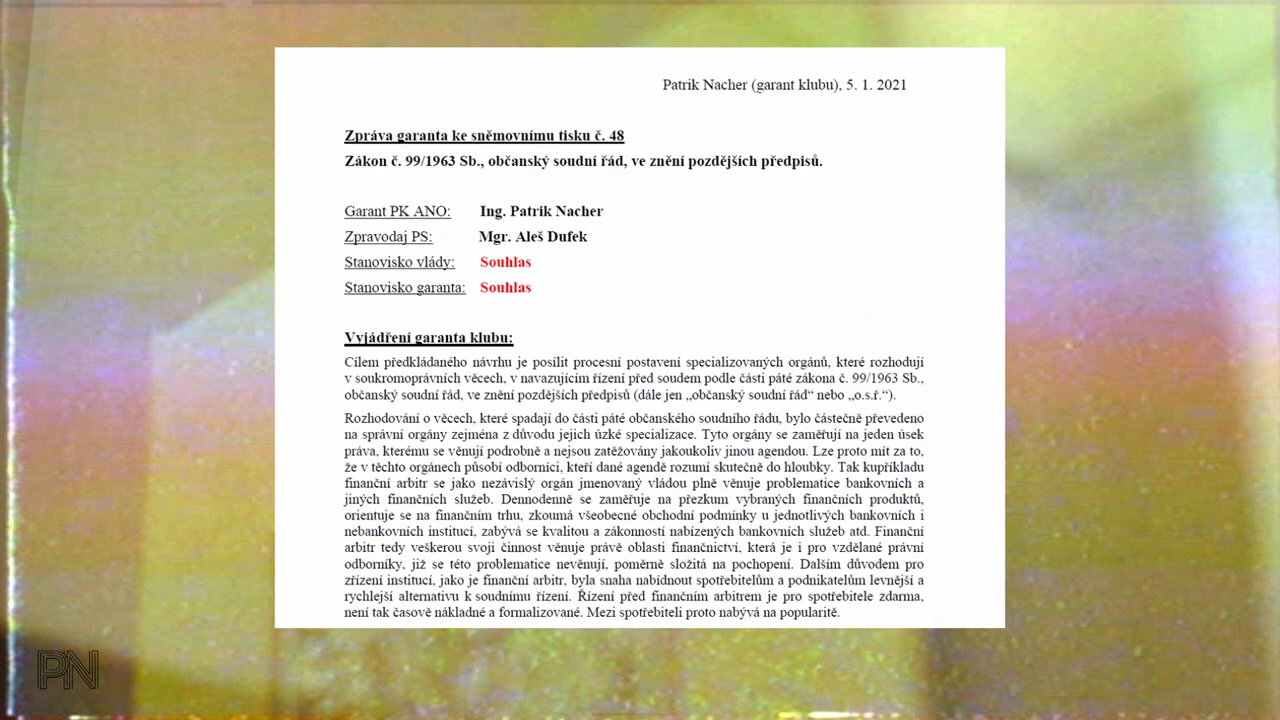 Patrik Nacher (garant klubu), 5. 1. 2021
Zpráva garanta ke sněmovnímu tisku č. 48
Zákon č. 99/1963 Sb., občanský soudní řád, ve znění pozdějších předpisů.
Garant PK ANO: Ing. Patrik Nacher
Zpravodaj PS: Mgr. Aleš Dufek
Stanovisko vlády: Souhlas
Stanovisko garanta: Souhlas
Vyjádření garanta klubu:
Cílem předkládaného návrhu je posílit procesní postavení specializovaných orgánů, které rozhodují
v soukromoprávních věcech, v navazujícím řízení před soudem podle části páté zákona č. 99/1963 Sb.,
občanský soudní řád, ve znění pozdějších předpisů (dále jen „občanský soudní řád“ nebo „o.s.ř.“).
Rozhodování o věcech, které spadají do části páté občanského soudního řádu, bylo částečně převedeno
na správní orgány zejména z důvodu jejich úzké specializace. Tyto orgány se zaměřují na jeden úsek
práva, kterému se věnují podrobně a nejsou zatěžovány jakoukoliv jinou agendou. Lze proto mít za to,
že v těchto orgánech působí odborníci, kteří dané agendě rozumí skutečně do hloubky. Tak kupříkladu
finanční arbitr se jako nezávislý orgán jmenovaný vládou plně věnuje problematice bankovních a
jiných finančních služeb. Dennodenně se zaměřuje na přezkum vybraných finančních produktů,
orientuje se na finančním trhu, zkoumá všeobecné obchodní podmínky u jednotlivých bankovních i
nebankovních institucí, zabývá se kvalitou a zákonností nabízených bankovních služeb atd. Finanční
arbitr tedy veškerou svoji činnost věnuje právě oblasti finančnictví, která je i pro vzdělané právní
odborníky, již se této problematice nevěnují, poměrně složitá na pochopení. Dalším důvodem pro
zřízení institucí, jako je finanční arbitr, byla snaha nabídnout spotřebitelům a podnikatelům levnější a
rychlejší alternativu k soudnímu řízení. Řízení před finančním arbitrem je pro spotřebitele zdarma,
není tak časově nákladné a formalizované. Mezi spotřebiteli proto nabývá na popularitě.
PN